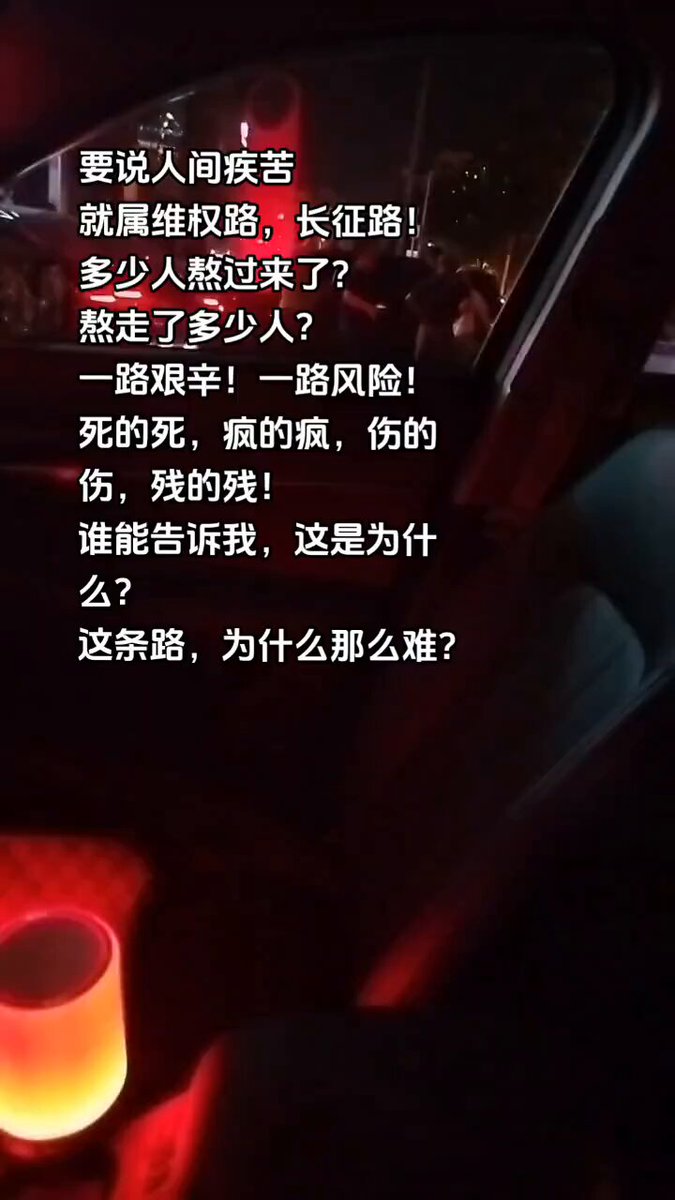 要说人间疾苦
就属维权路，长征路！
多少人熬过来了？
熬走了多少人？
一路艰辛！一路风险！
死的死，疯的疯，伤的
伤，残的残！
谁能告诉我，这是为什
么？
这条路，为什么那么难？